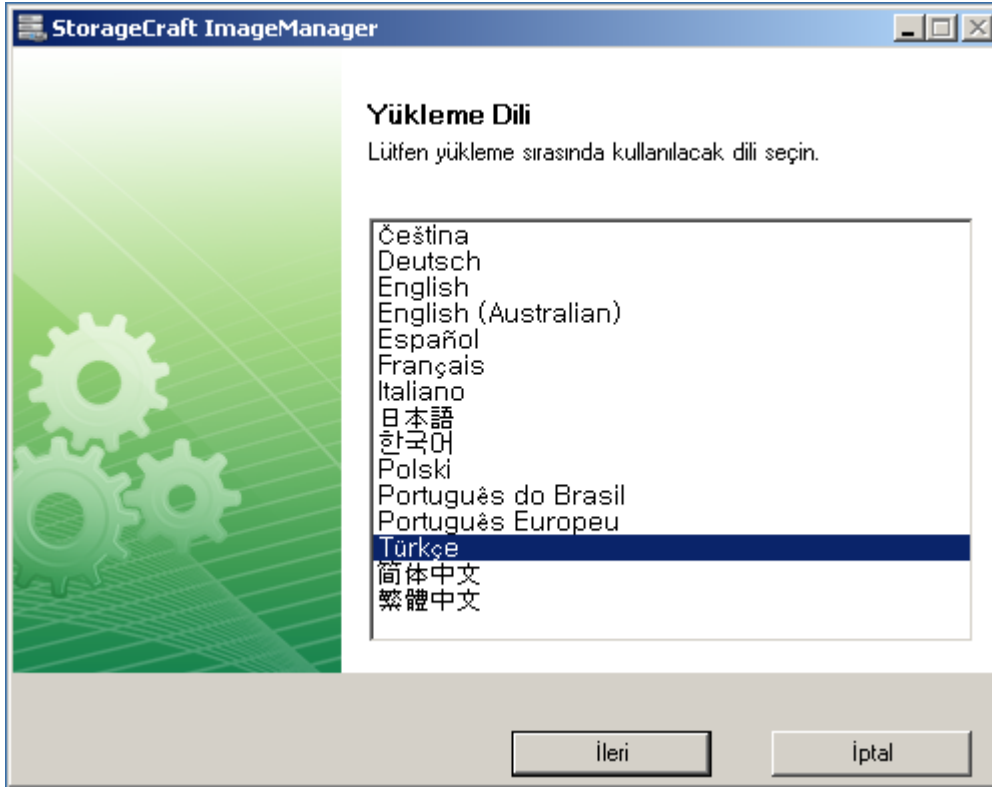 StorageCraft ImageManager
Yükleme Dili
Lütfen yükleme sırasında kullanılacak dili seçin.
Čeština
Deutsch
English
English (Australian)
Español
Français
Italiano
日本語
한국어
Polski
Português do Brasil
Português Europeu
Türkçe
简体中文
繁體中文
İleri
İptal